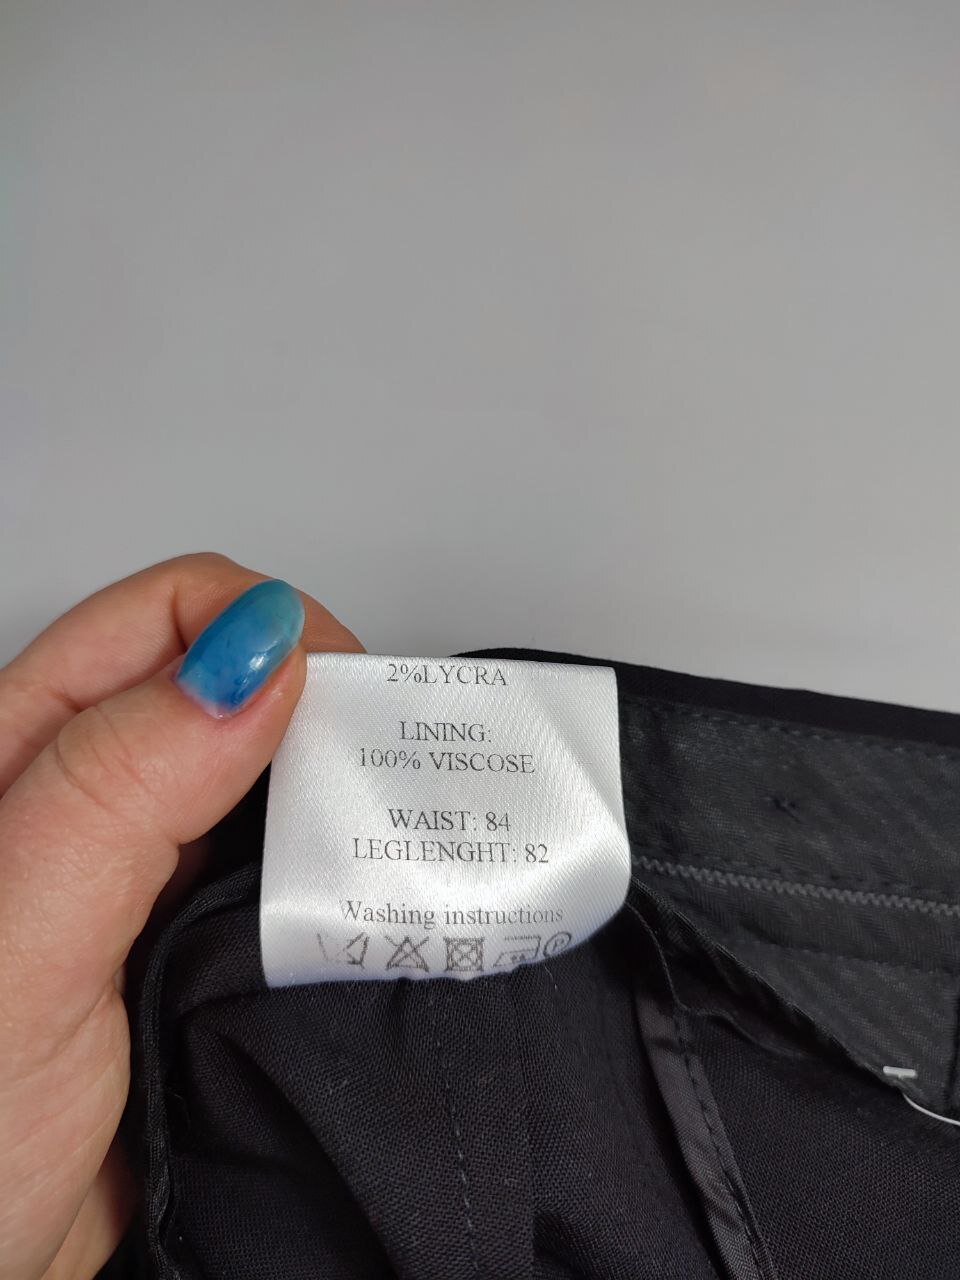 2%LYCRA
LINING:
100% VISCOSE
WAIST: 84
LEGLENGHT: 82
Washing instructions
P